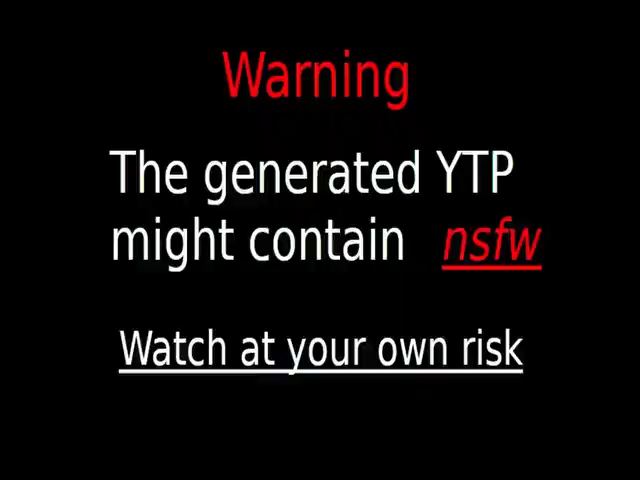 Warning
The generated YTP
might contain nsfw
Watch at your own risk